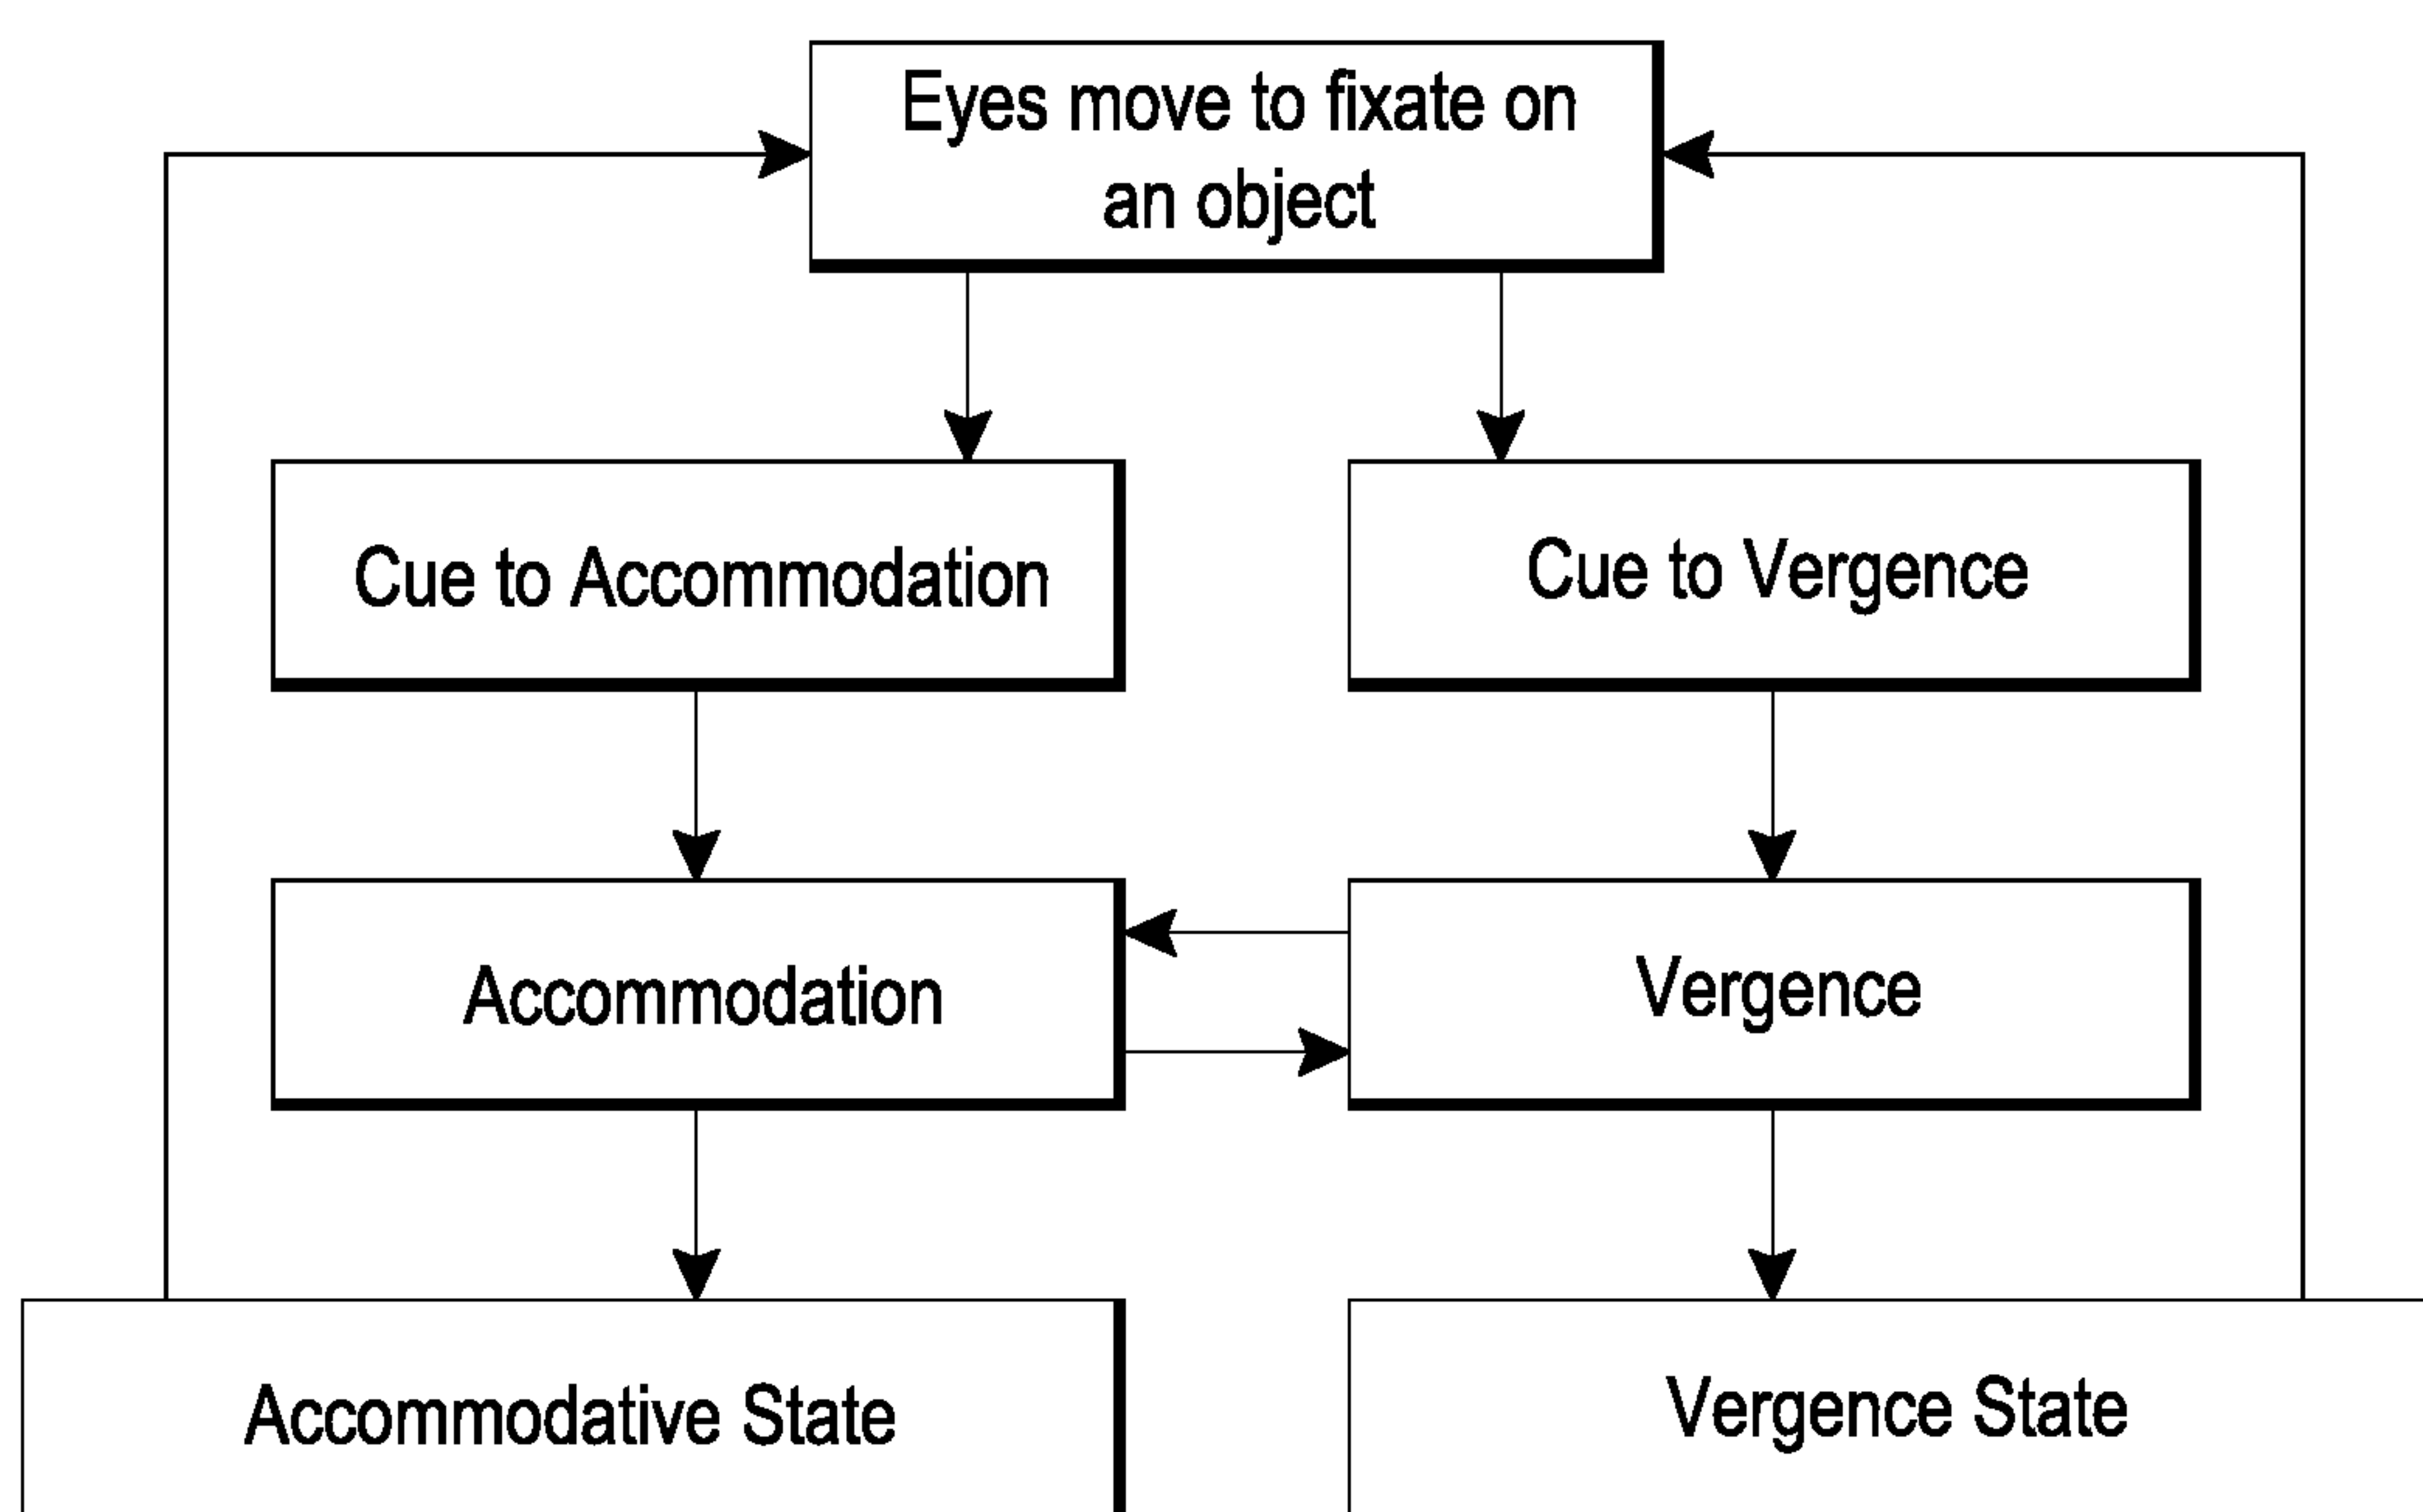 Eyes move to fixate on
an object
Cue to Accommodation
Cue to Vergence
Accommodation
Vergence
Accommodative State
Vergence State